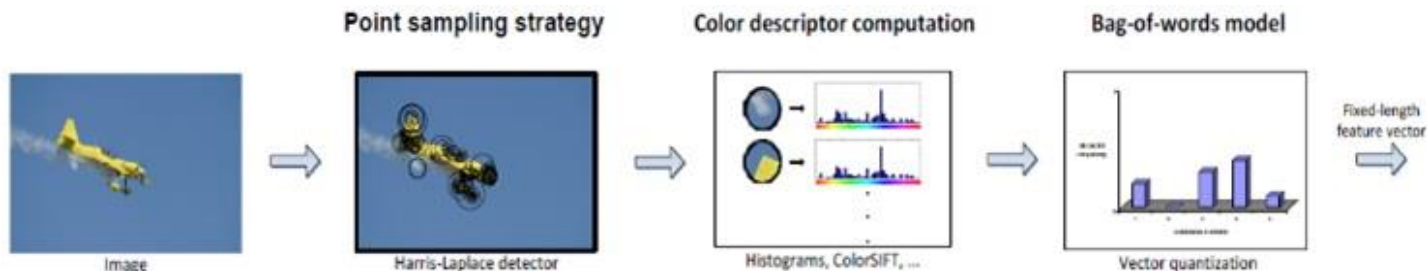 Point sampling strategy
Color descriptor computation
Bag-of-words model
Fixed-length
feature vector
Image
Harris-Laplace detector
Histograms, ColorSIFT, ...
Vector quantization